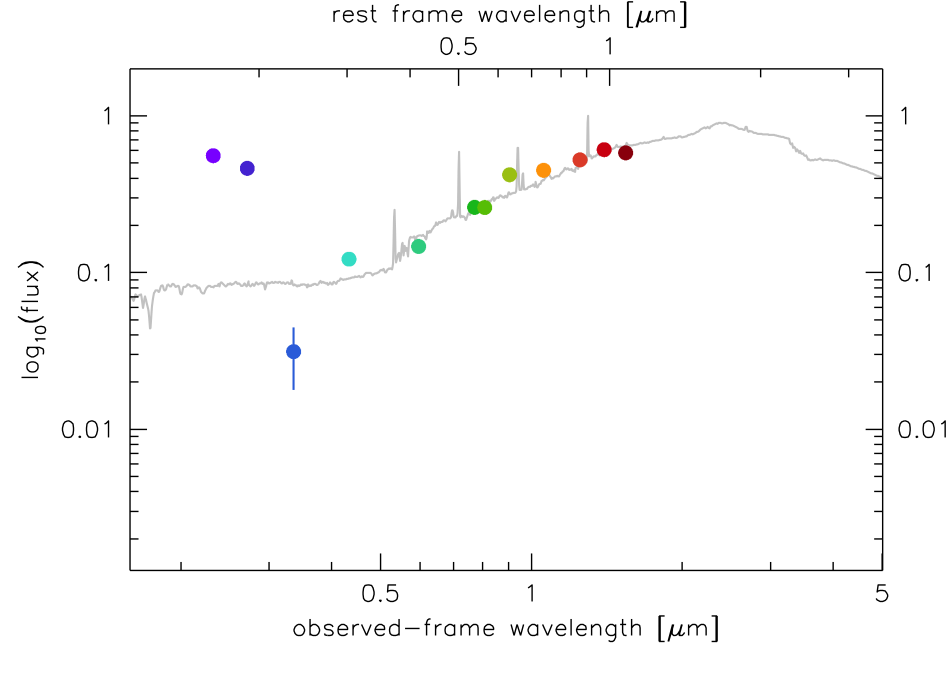 rest frame wavelength [μm]
0.5 1
1 1
0.1 0.1
log10(flux)
0.01 0.01
0.5 1 5
observed-frame wavelength [μm]